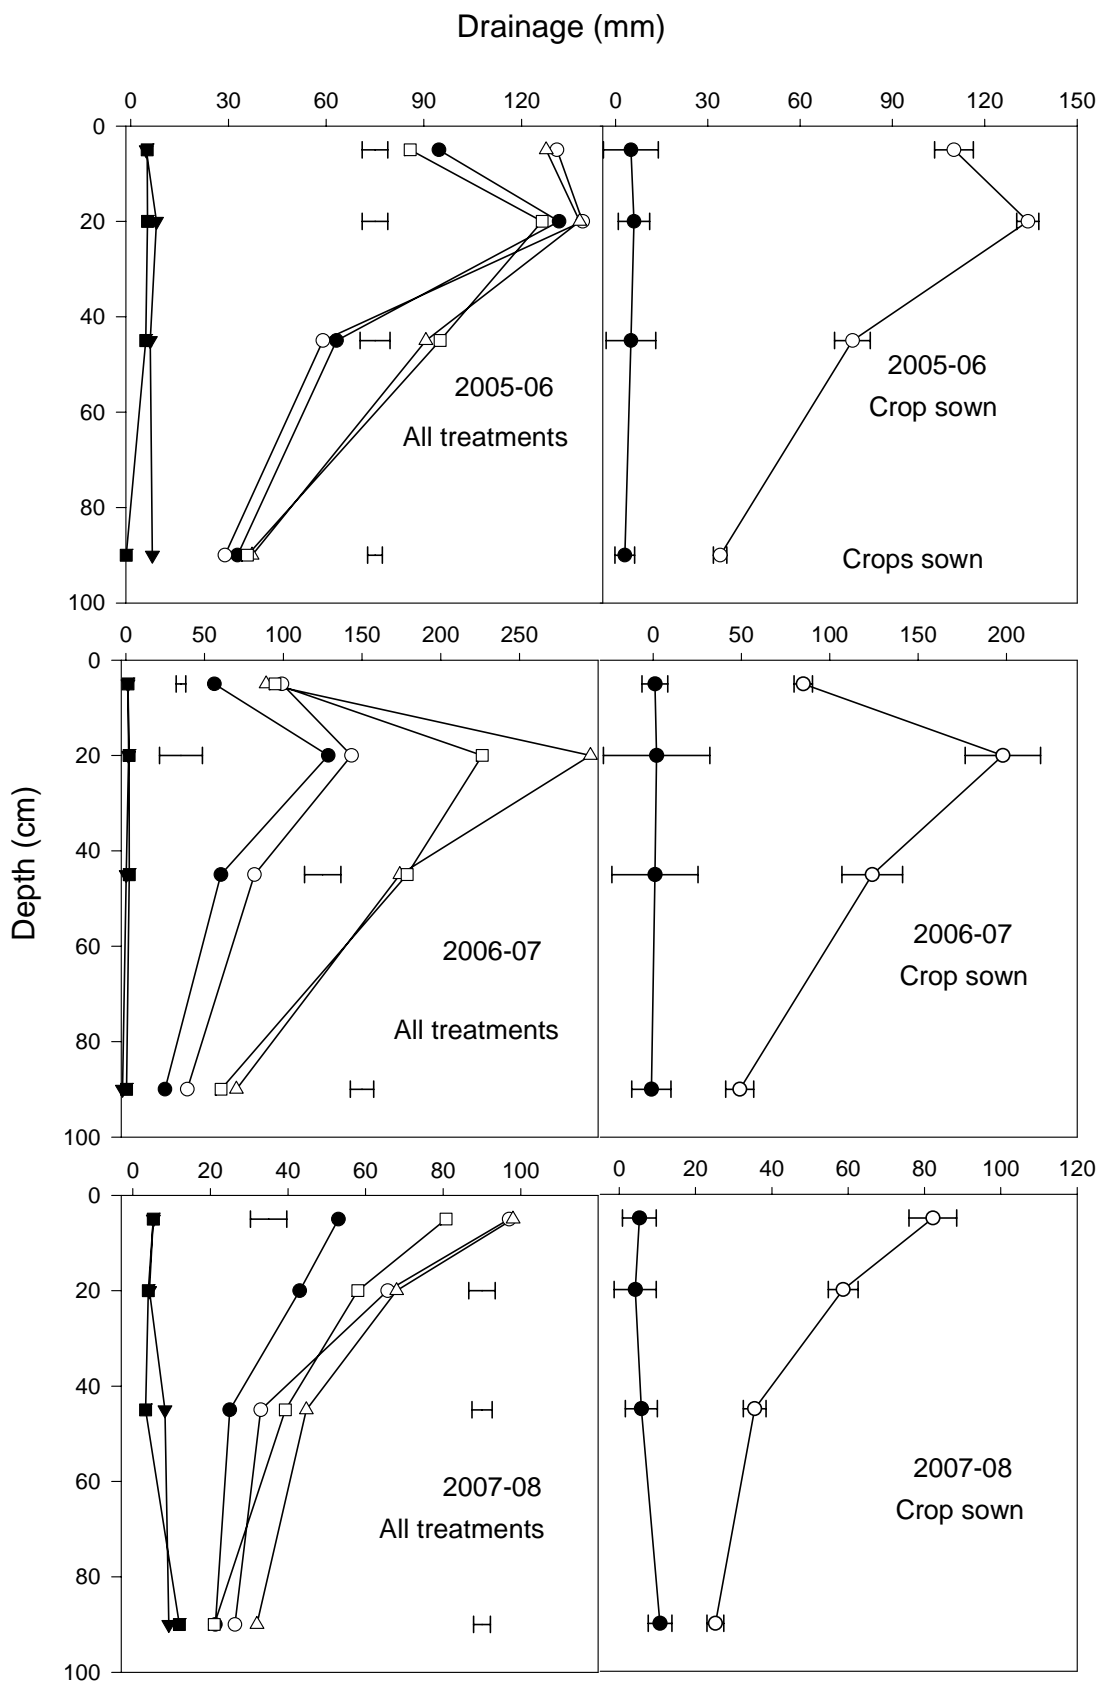 Drainage (mm)
0 30 60 90 120 0 30 60 90 120 150
0
20
40
2005-06
2005-06
Crop sown
60
All treatments
80
Crops sown
100
0 50 100 150 200 250 0 50 100 150 200
0
20
40
Depth (cm)
2006-07
60
2006-07
Crop sown
All treatments
80
100
0 20 40 60 80 100 0 20 40 60 80 100 120
0
20
40
2007-08
60
2007-08
Crop sown
All treatments
80
100